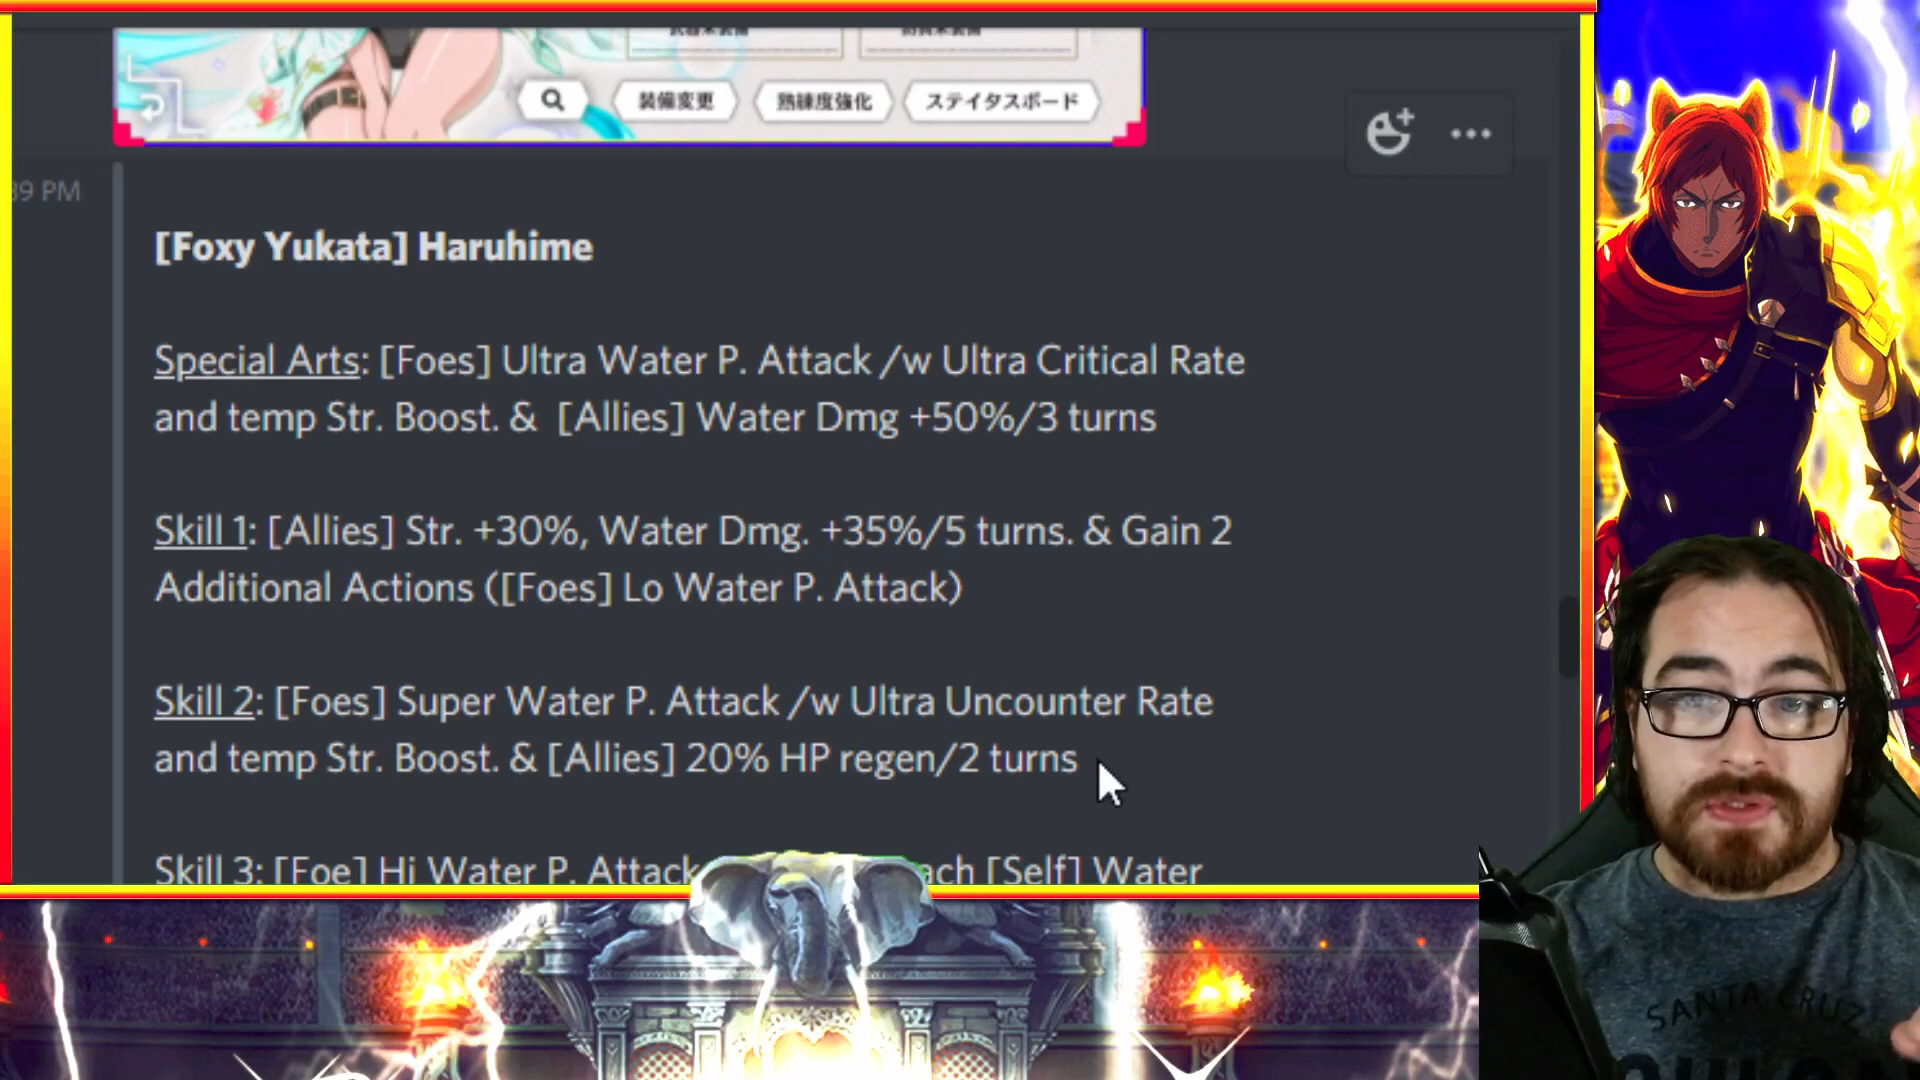 装備変更
熟練度強化
ステイタスボード
39 PM
[Foxy Yukata] Haruhime
Special Arts: [Foes] Ultra Water P. Attack /w Ultra Critical Rate
and temp Str. Boost. & [Allies] Water Dmg +50%/3 turns
Skill 1: [Allies] Str. +30%, Water Dmg. +35%/5 turns. & Gain 2
Additional Actions ([Foes] Lo Water P. Attack)
Skill 2: [Foes] Super Water P. Attack /w Ultra Uncounter Rate
and temp Str. Boost. & [Allies] 20% HP regen/2 turns
Skill 3: [Foe] Hi Water P. Attack ach [Self] Water
SANTA CRUZ